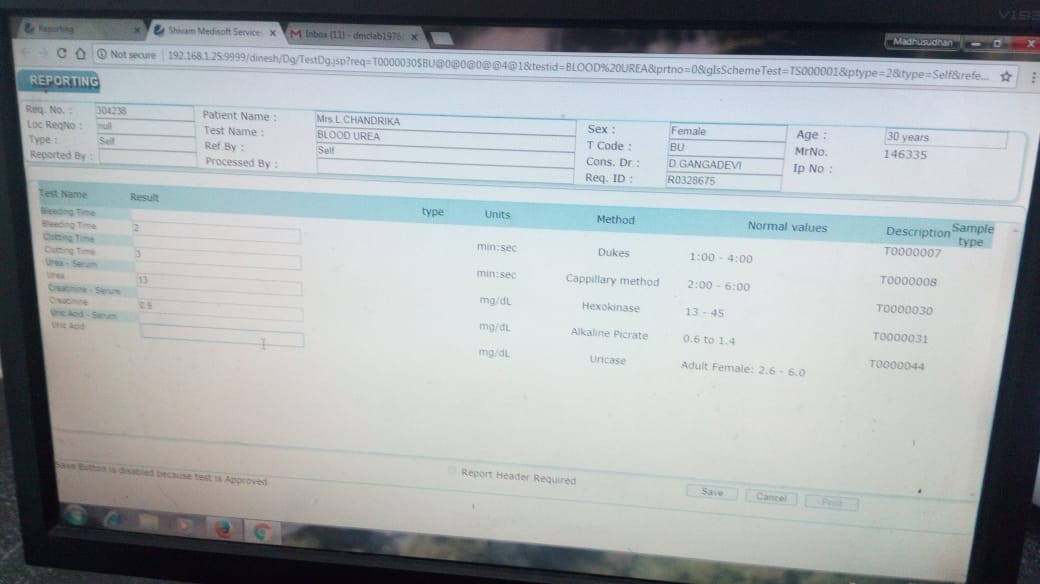 V193
Reporting
Shivam Medisoft Service
Inbox (11) - dmclab1976
Madhusudhan
Not secure | 192.168.1.25:9999/dinesh/Dg/TestDg.jsp?req=T0000030$BU@0@0@0@@4@1&testid=BLOOD%20UREA&prtno=0&glsSchemeTest=TS000001&ptype=2&type=Self&refe...
REPORTING
Req. No. : 304238 Patient Name : Mrs L CHANDRIKA Sex : Female Age : 30 years
Loc ReqNo : null Test Name : BLOOD UREA T Code : BU MrNo. 146335
Type : Self Ref.By : Self Cons. Dr. : D GANGADEVI Ip No :
Reported By : Processed By : Req. ID : R0328675
Test Name Result type Units Method Normal values Description Sample type
Bleeding Time
Bleeding Time 2 min:sec Dukes 1:00 - 4:00 T0000007
Clotting Time
Clotting Time 3 min:sec Cappillary method 2:00 - 6:00 T0000008
Urea - Serum
Urea 13 mg/dL Hexokinase 13 - 45 T0000030
Creatinine - Serum
Creatinine 0.9 mg/dL Alkaline Picrate 0.6 to 1.4 T0000031
Uric Acid - Serum
Uric Acid mg/dL Uricase Adult Female: 2.6 - 6.0 T0000044
Save Button is disabled because test is Approved
Report Header Required
Save Cancel Print